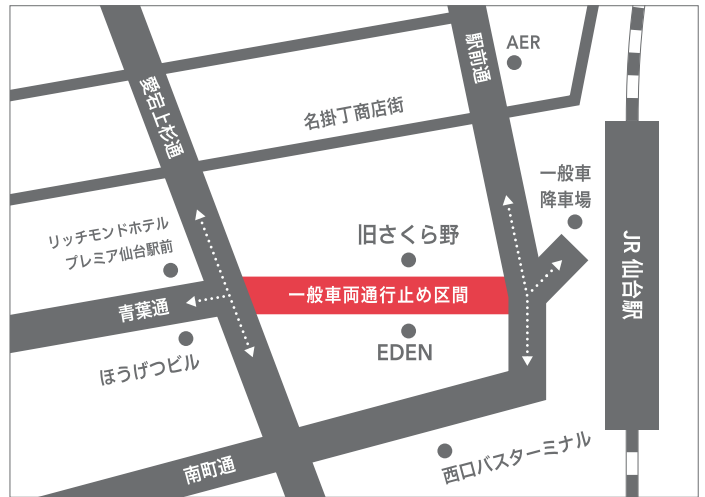 AER
駅前通
愛宕上杉通
名掛丁商店街
一般車
降車場
リッチモンドホテル
プレミア仙台駅前
旧さくら野
JR 仙台駅
一般車両通行止め区間
青葉通
EDEN
ほうげつビル
西口バスターミナル
南町通